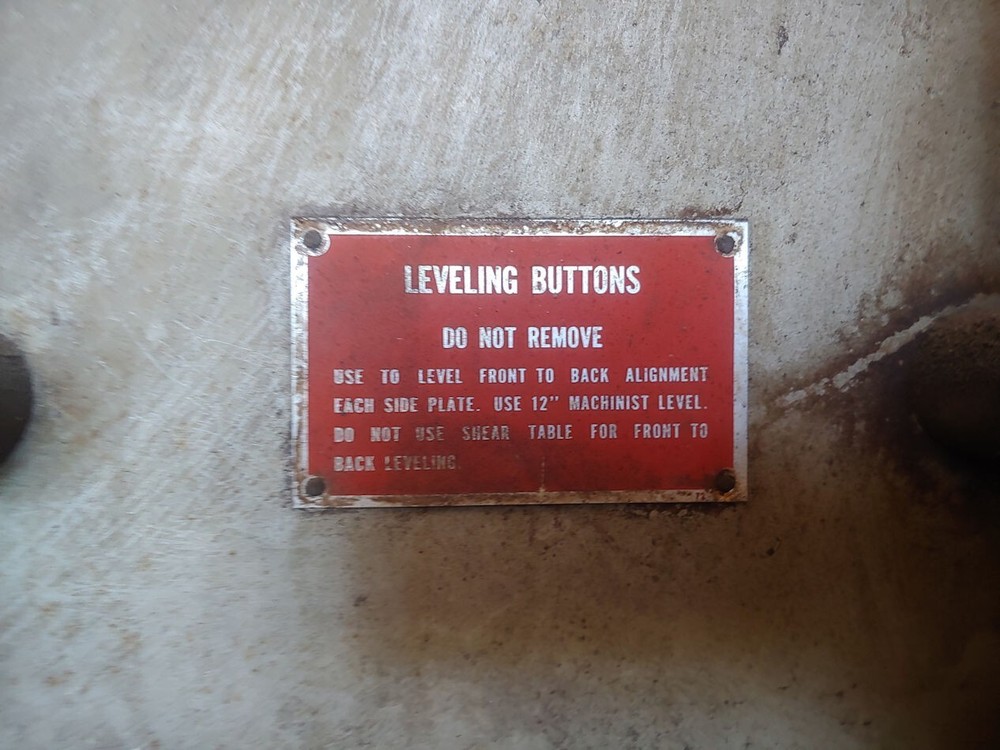 LEVELING BUTTONS
DO NOT REMOVE
USE TO LEVEL FRONT TO BACK ALIGNMENT
EACH SIDE PLATE. USE 12" MACHINIST LEVEL.
DO NOT USE SHEAR TABLE FOR FRONT TO
BACK LEVELING.